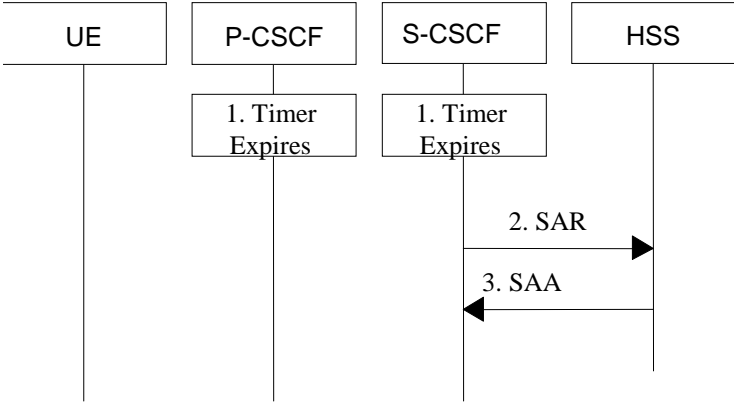 UE
P-CSCF
S-CSCF
HSS
1. Timer
Expires
1. Timer
Expires
2. SAR
3. SAA